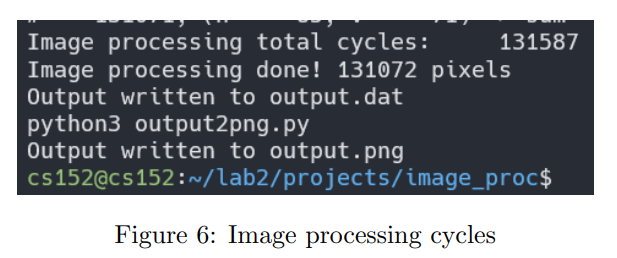 Image processing total cycles:     131587
Image processing done! 131072 pixels
Output written to output.dat
python3 output2png.py
Output written to output.png
cs152@cs152:~/lab2/projects/image_proc$
Figure 6: Image processing cycles